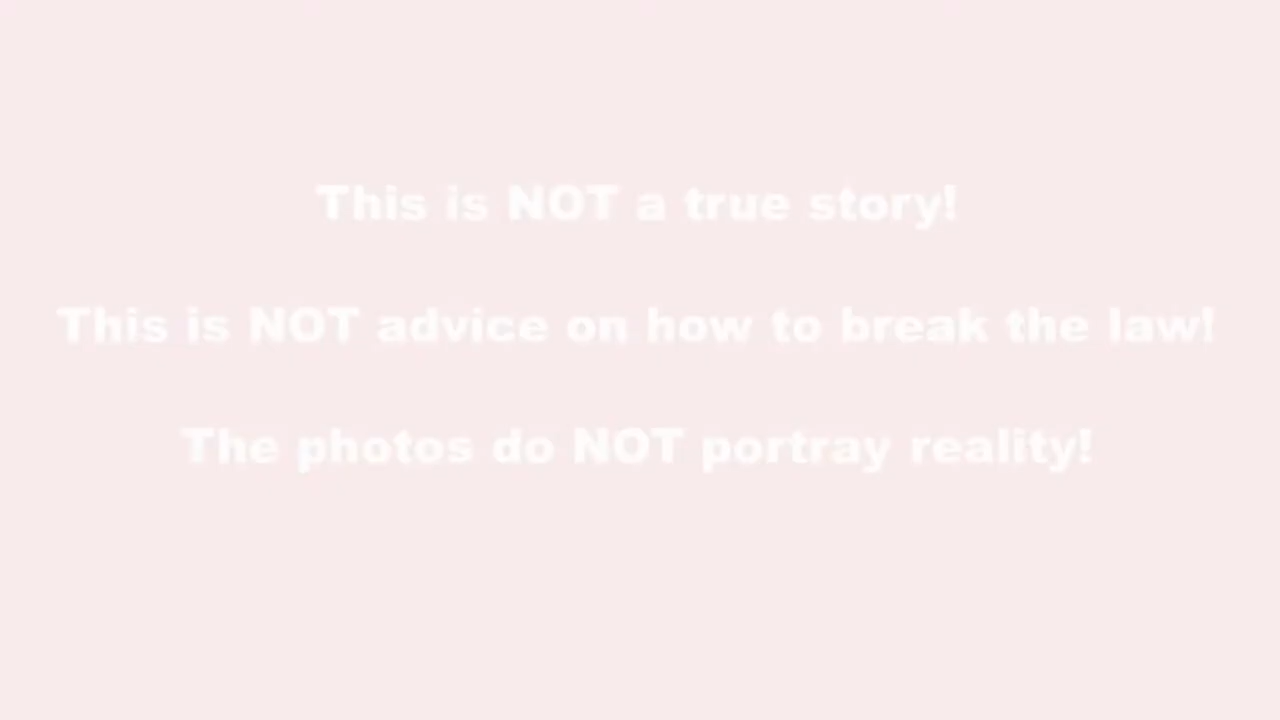 This is NOT a true story!
This is NOT advice on how to break the law!
The photos do NOT portray reality!